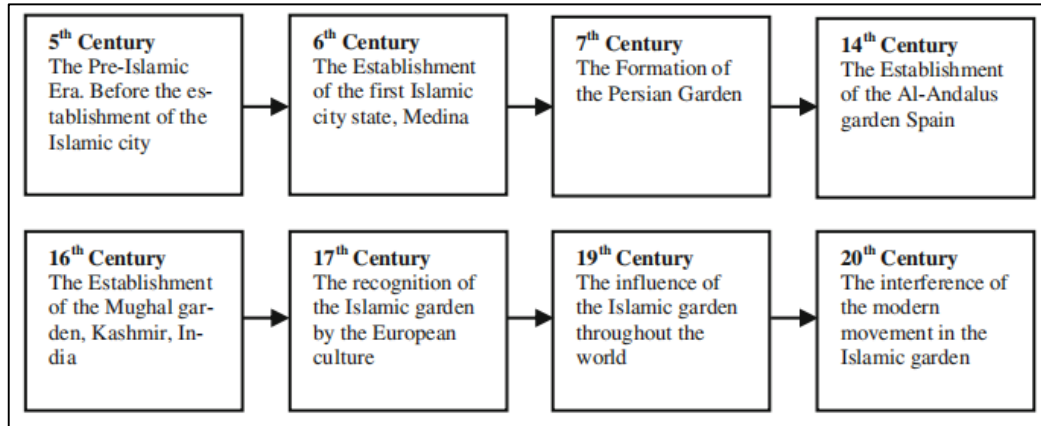 5th Century
The Pre-Islamic
Era. Before the es-
tablishment of the
Islamic city
6th Century
The Establishment
of the first Islamic
city state, Medina
7th Century
The Formation of
the Persian Garden
14th Century
The Establishment
of the Al-Andalus
garden Spain
16th Century
The Establishment
of the Mughal gar-
den, Kashmir, In-
dia
17th Century
The recognition of
the Islamic garden
by the European
culture
19th Century
The influence of
the Islamic garden
throughout the
world
20th Century
The interference of
the modern
movement in the
Islamic garden